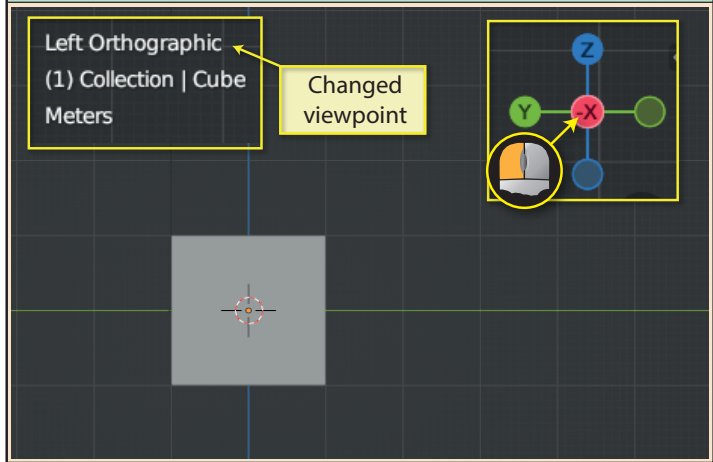 Left Orthographic
(1) Collection | Cube
Meters
Changed
viewpoint
Z
Y
-X